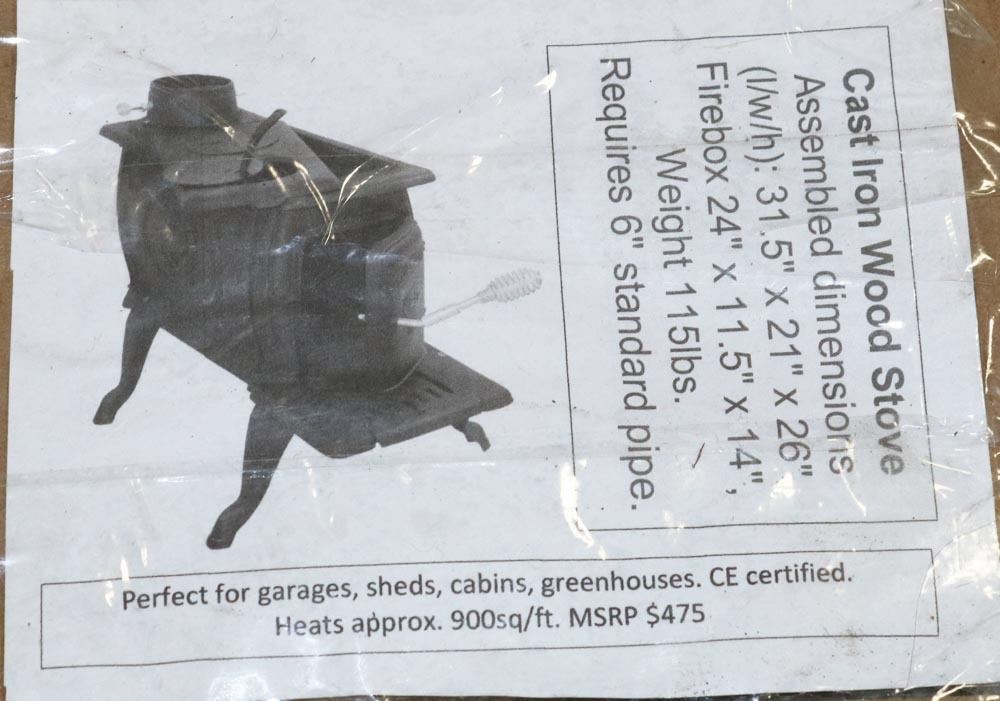 Cast Iron Wood Stove
Assembled dimensions
(l/w/h): 31.5" x 21" x 26"
Firebox 24" x 11.5" x 14",
Weight 115lbs.
Requires 6" standard pipe.
Perfect for garages, sheds, cabins, greenhouses. CE certified.
Heats approx. 900sq/ft. MSRP $475